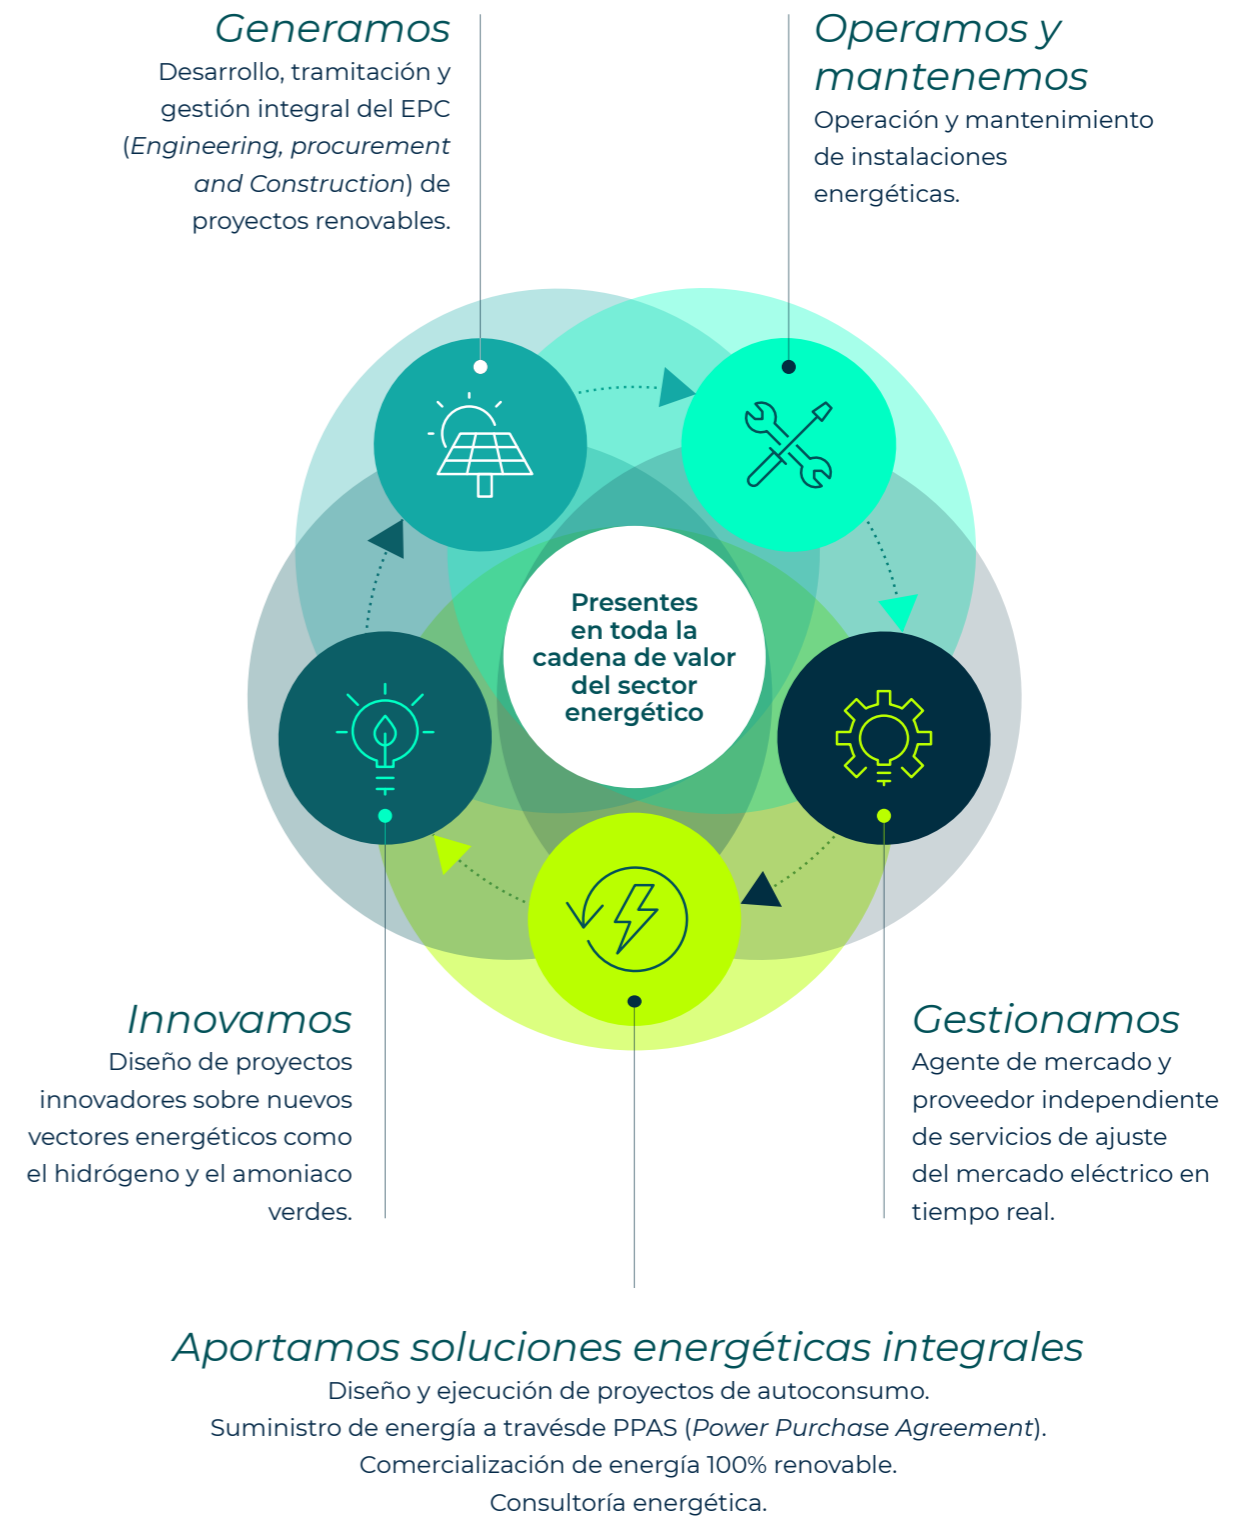 Generamos
Desarrollo, tramitación y
gestión integral del EPC
(Engineering, procurement
and Construction) de
proyectos renovables.
Operamos y
mantenemos
Operación y mantenimiento
de instalaciones
energéticas.
Presentes
en toda la
cadena de valor
del sector
energético
Innovamos
Diseño de proyectos
innovadores sobre nuevos
vectores energéticos como
el hidrógeno y el amoniaco
verdes.
Gestionamos
Agente de mercado y
proveedor independiente
de servicios de ajuste
del mercado eléctrico en
tiempo real.
Aportamos soluciones energéticas integrales
Diseño y ejecución de proyectos de autoconsumo.
Suministro de energía a travésde PPAS (Power Purchase Agreement).
Comercialización de energía 100% renovable.
Consultoría energética.